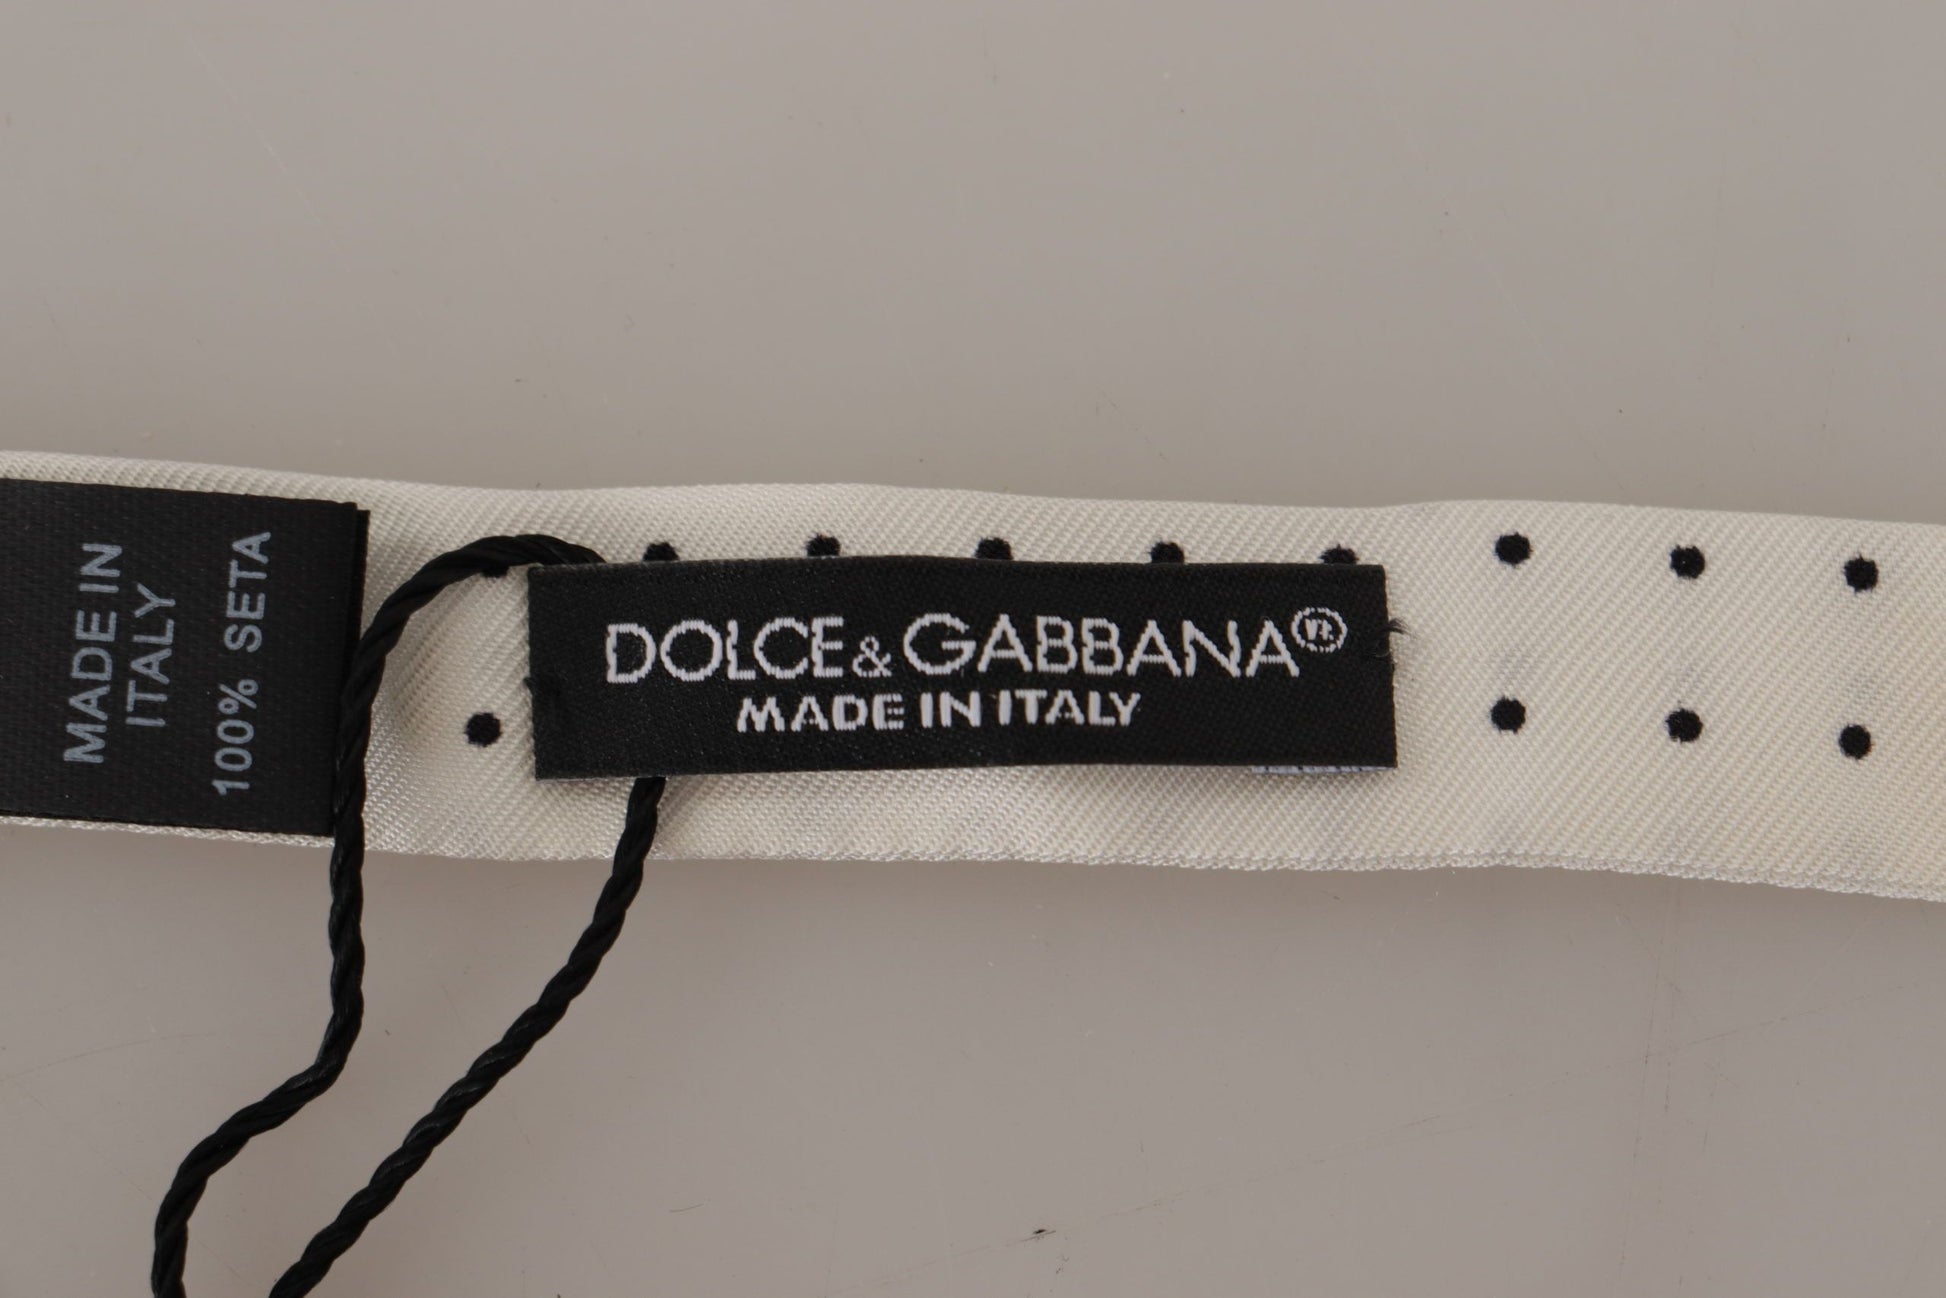 MADE IN
ITALY
100% SETA
DOLCE & GABBANA®
MADE IN ITALY